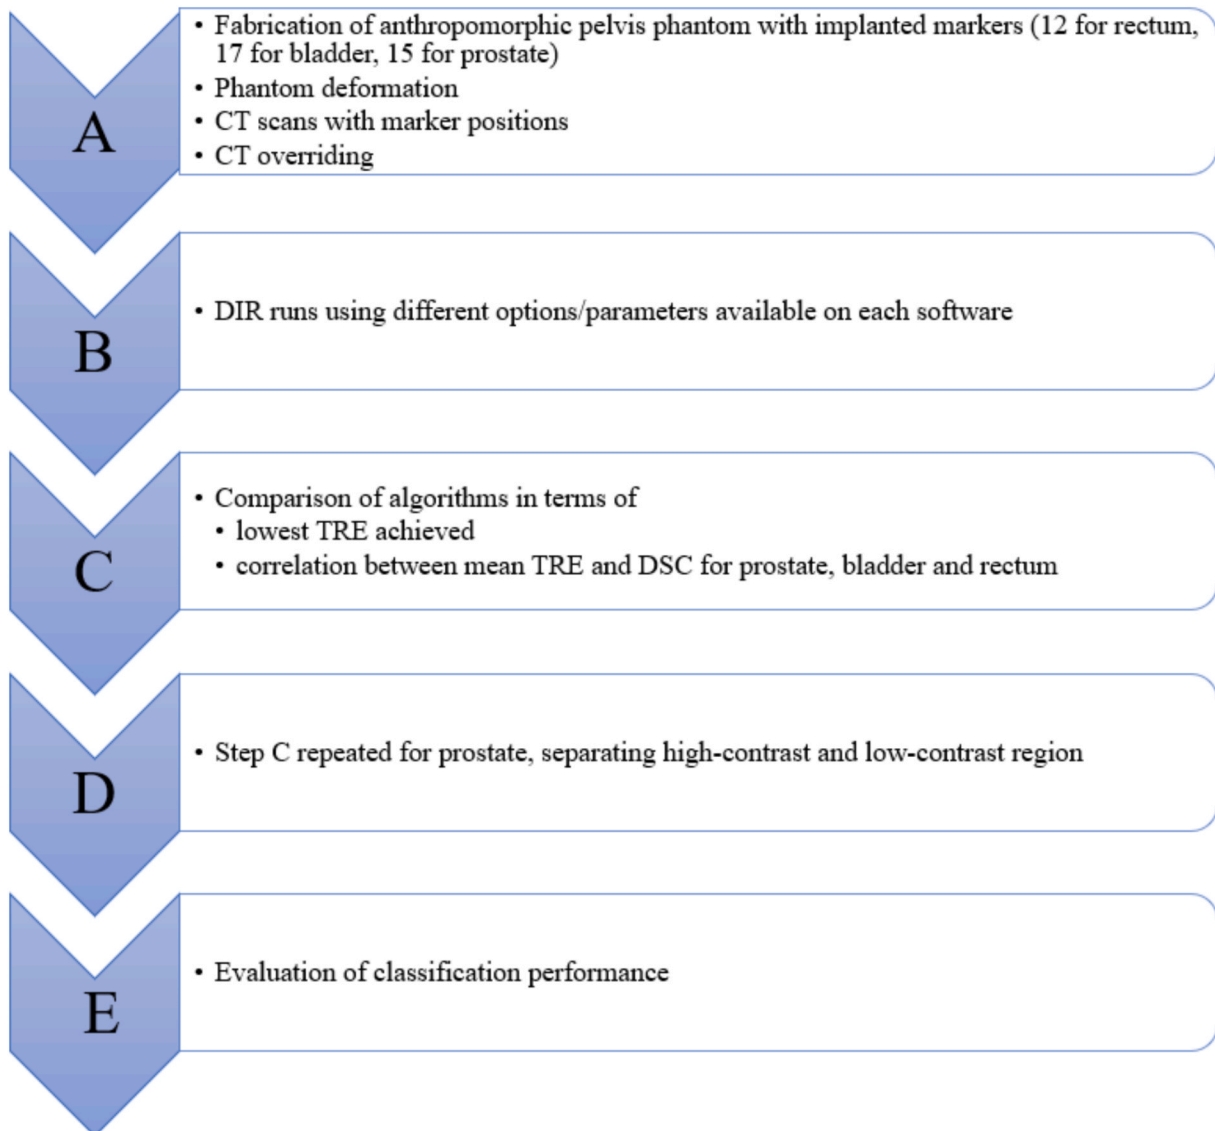 • Fabrication of anthropomorphic pelvis phantom with implanted markers (12 for rectum,
17 for bladder, 15 for prostate)
• Phantom deformation
• CT scans with marker positions
• CT overriding
A
• DIR runs using different options/parameters available on each software
B
• Comparison of algorithms in terms of
• lowest TRE achieved
• correlation between mean TRE and DSC for prostate, bladder and rectum
C
• Step C repeated for prostate, separating high-contrast and low-contrast region
D
• Evaluation of classification performance
E